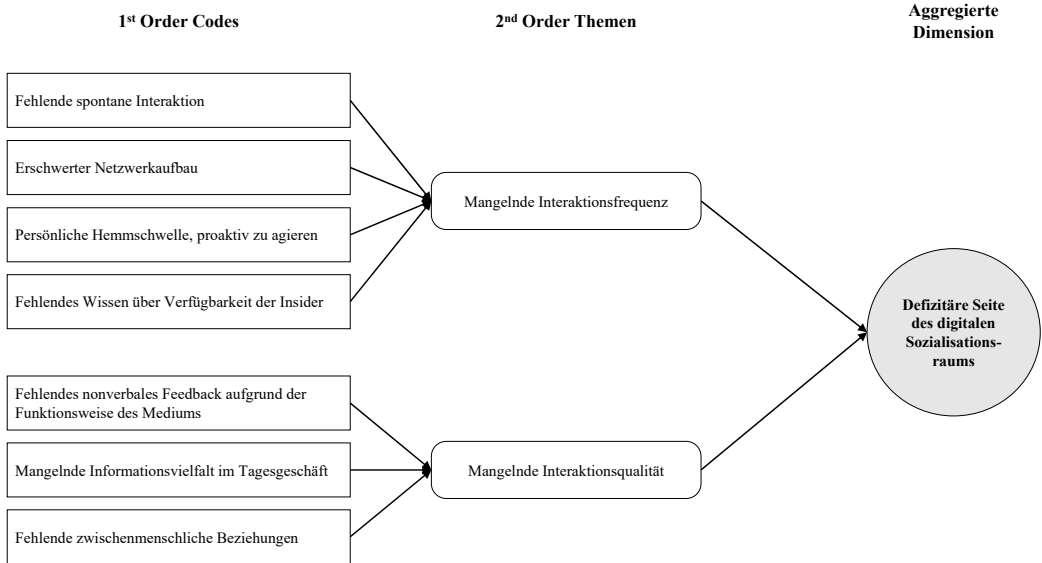 1st Order Codes
2nd Order Themen
Aggregierte
Dimension
Fehlende spontane Interaktion
Erschwerter Netzwerkaufbau
Persönliche Hemmschwelle, proaktiv zu agieren
Fehlendes Wissen über Verfügbarkeit der Insider
Mangelnde Interaktionsfrequenz
Fehlendes nonverbales Feedback aufgrund der
Funktionsweise des Mediums
Mangelnde Informationsvielfalt im Tagesgeschäft
Fehlende zwischenmenschliche Beziehungen
Mangelnde Interaktionsqualität
Defizitäre Seite
des digitalen
Sozialisations-
raums